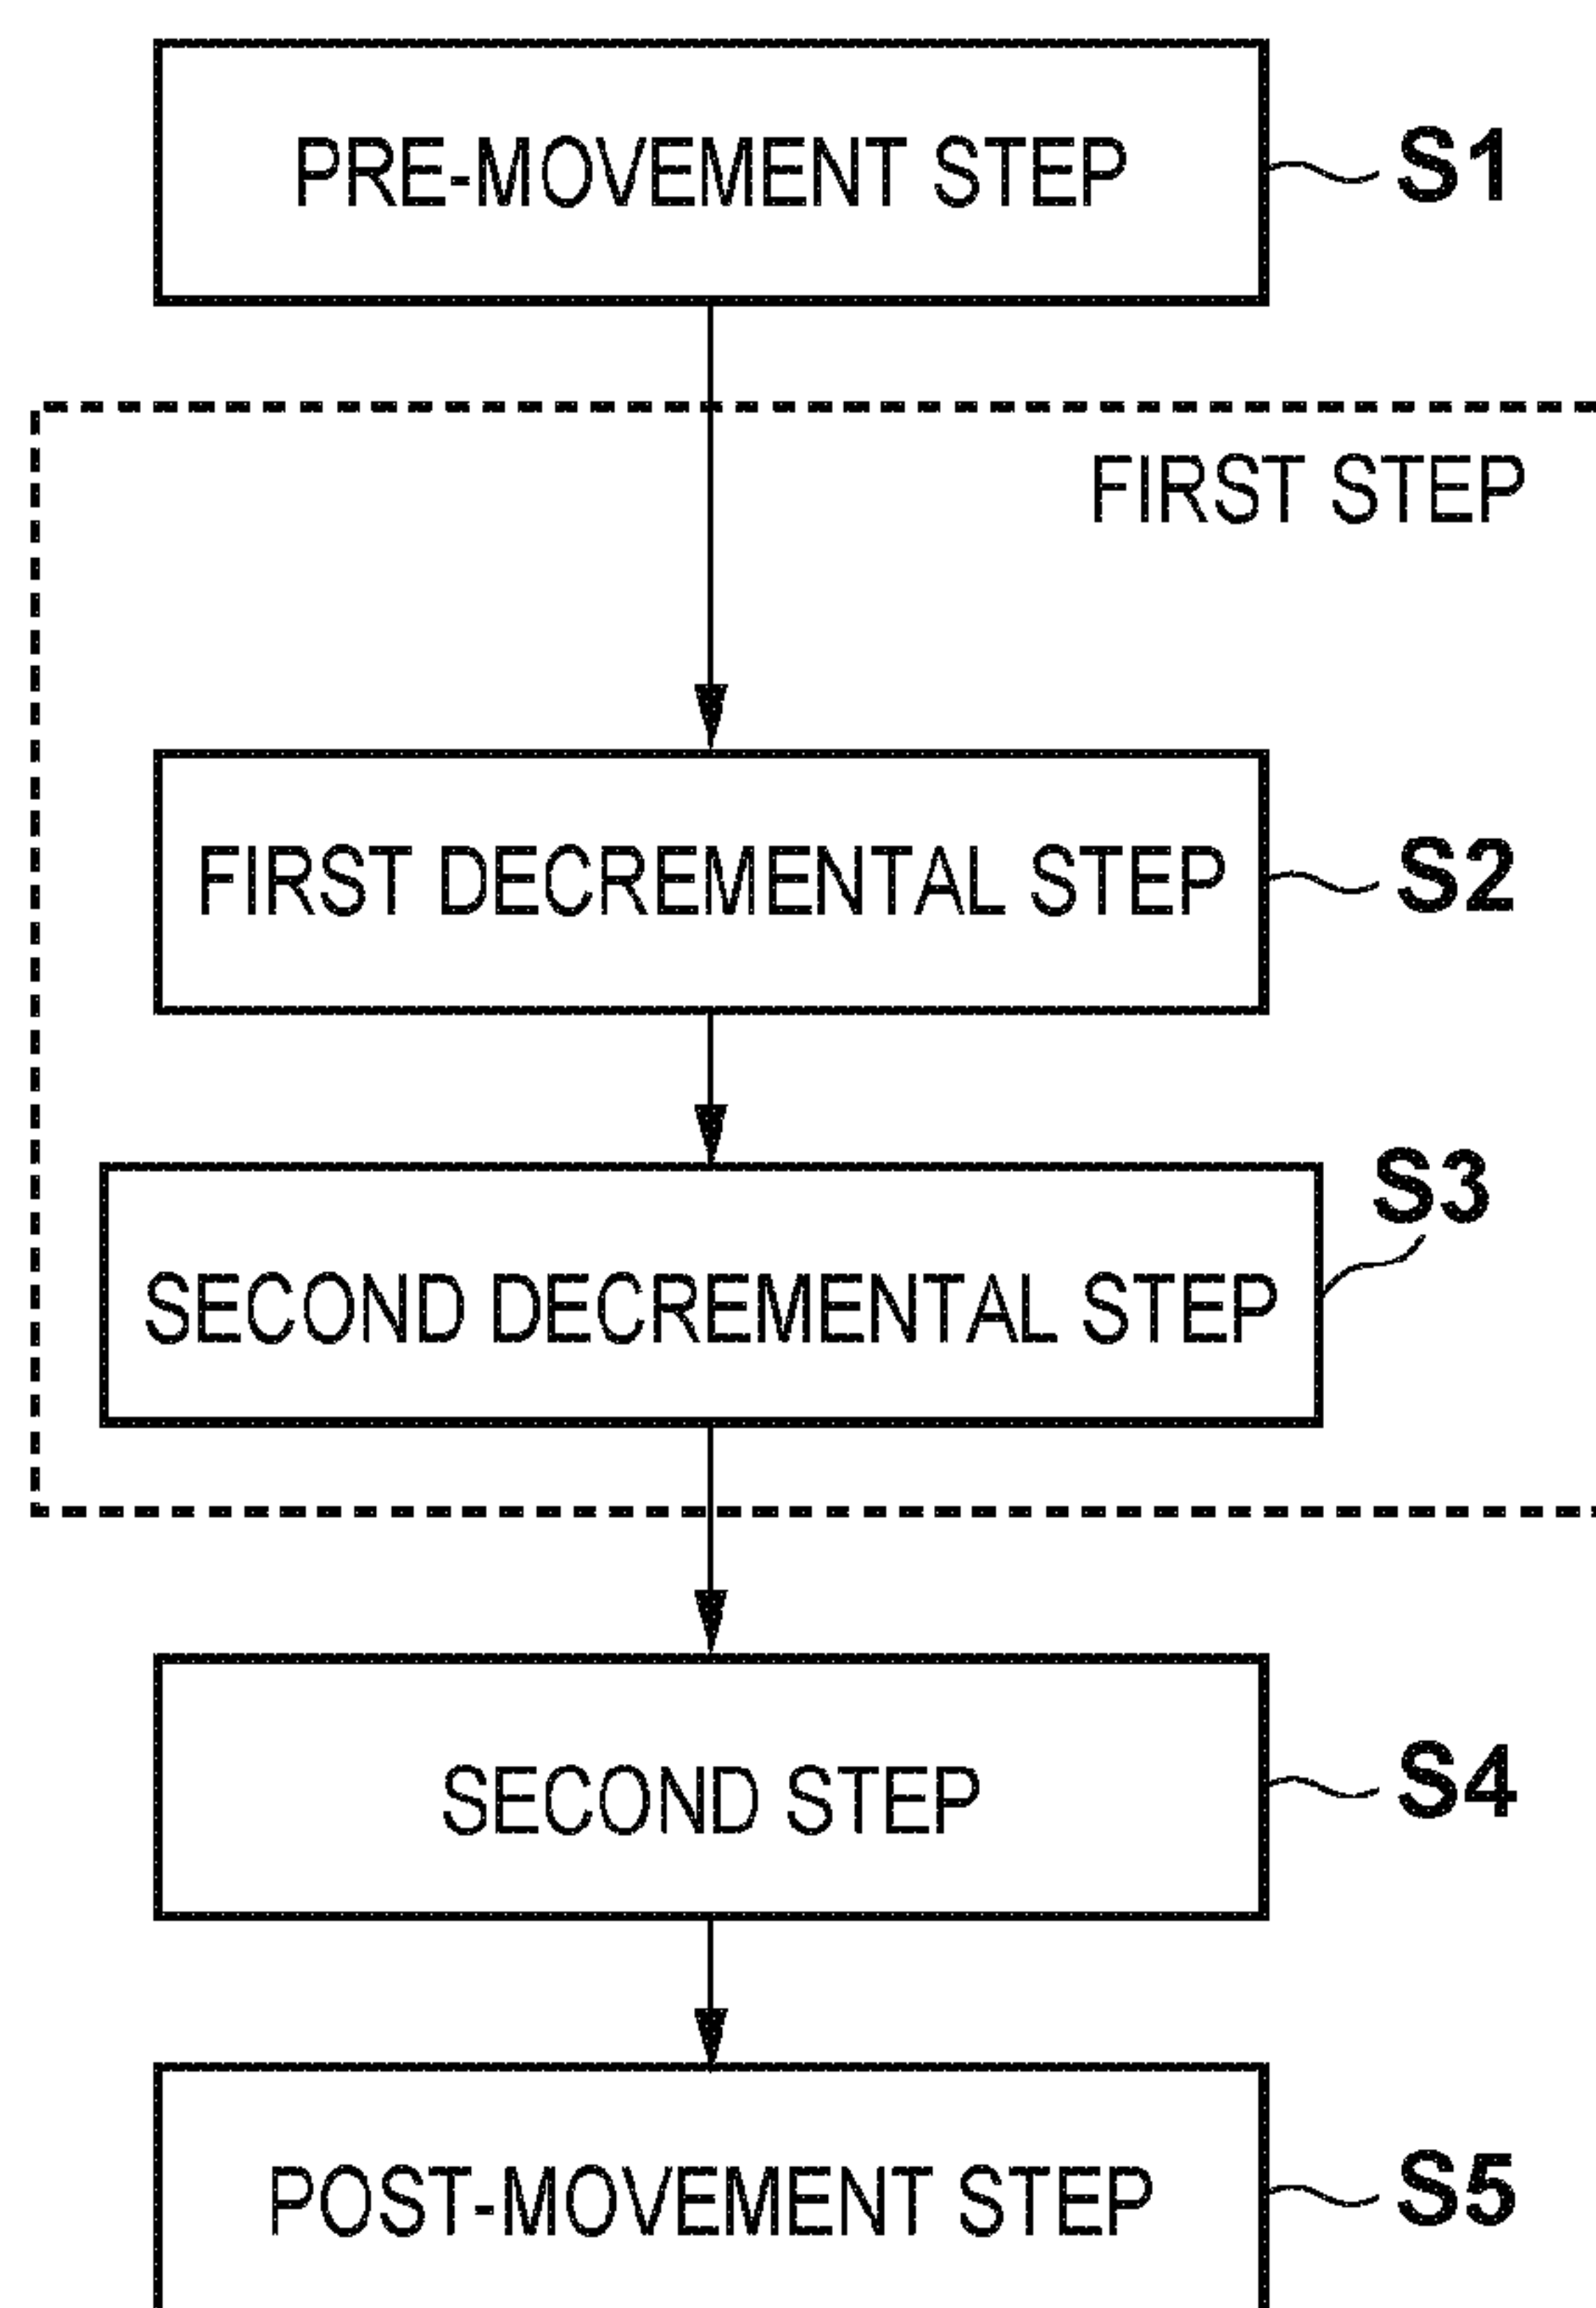 PRE-MOVEMENT STEP S1
FIRST STEP
FIRST DECREMENTAL STEP S2
S3
SECOND DECREMENTAL STEP
SECOND STEP S4
POST-MOVEMENT STEP S5